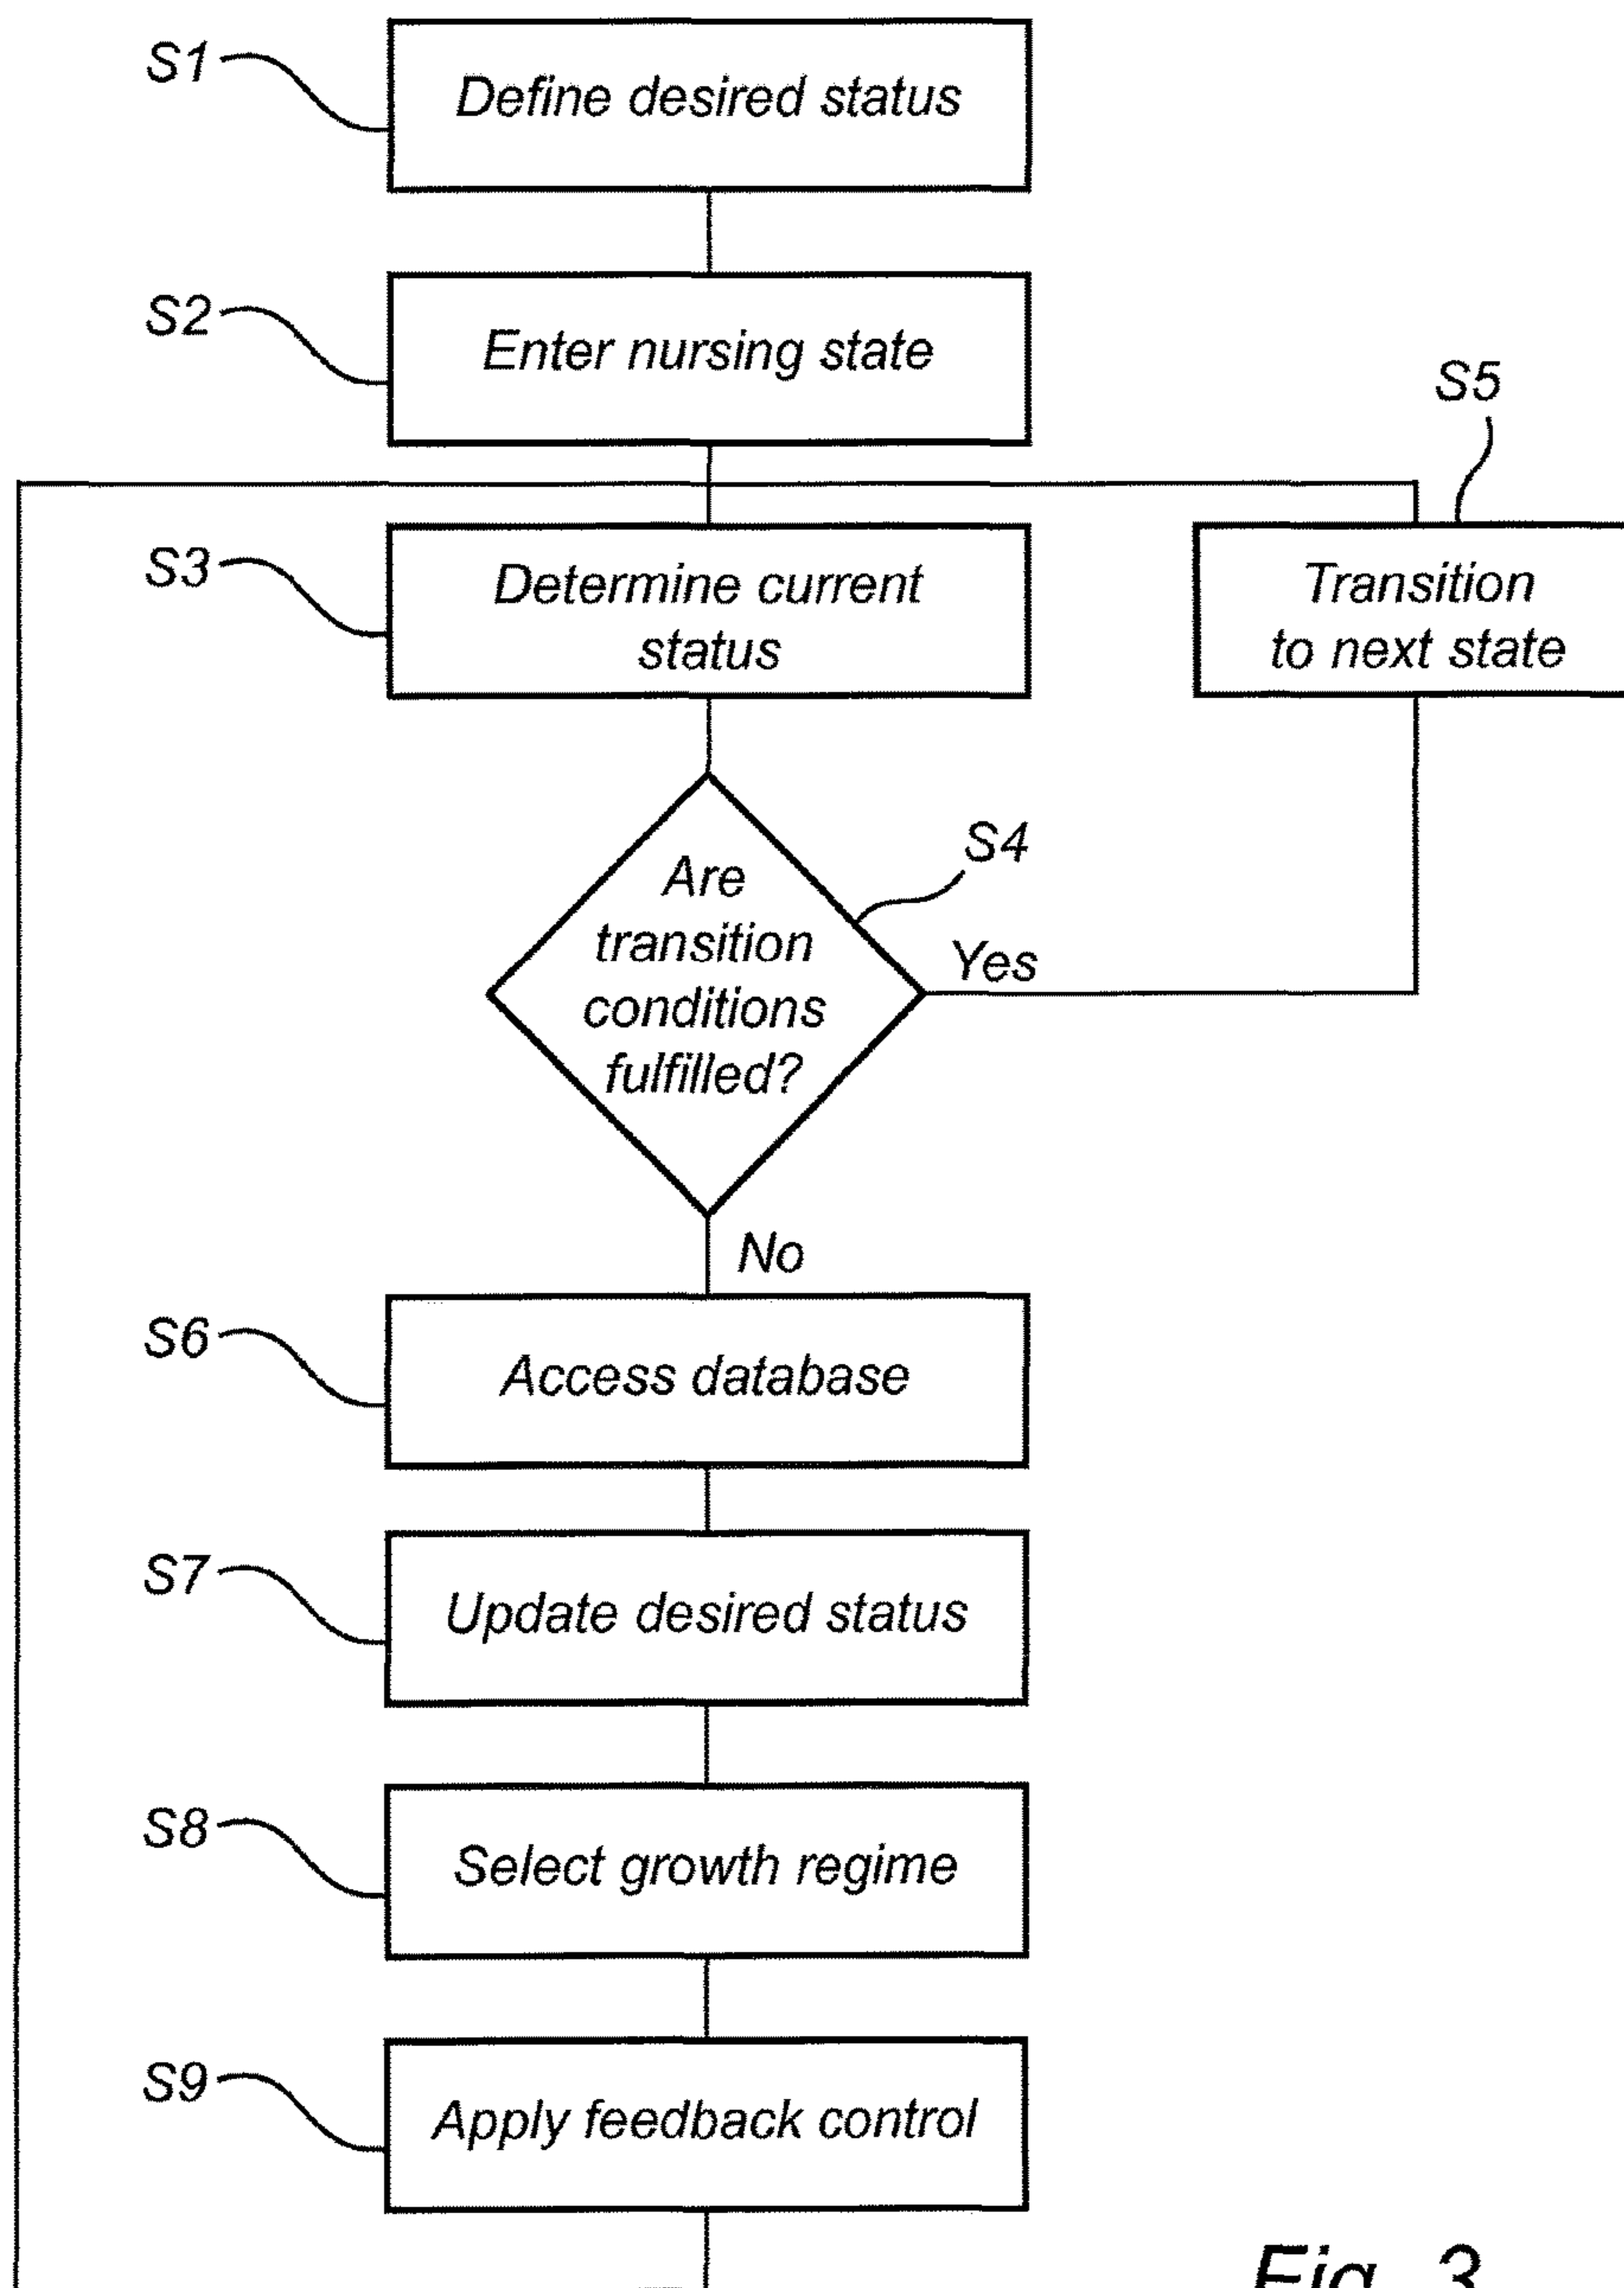 S1
Define desired status
S2
Enter nursing state
S5
S3
Determine current
status
Transition
to next state
S4
Are
transition
conditions
fulfilled?
Yes
No
S6
Access database
S7
Update desired status
S8
Select growth regime
S9
Apply feedback control
Fig. 3